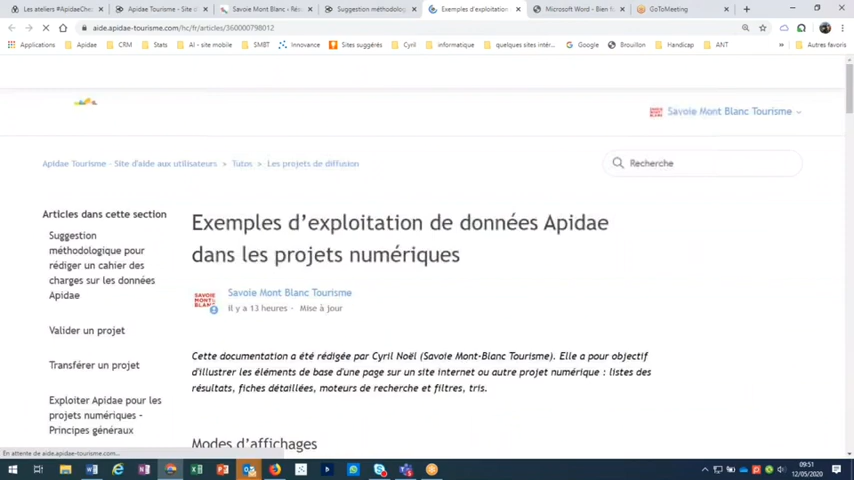 Les ateliers #ApidaeChe
Apidae Tourisme - Site d
Savoie Mont Blanc : Rés
Suggestion méthodolog
Exemples d'exploitation
Microsoft Word - Bien f
GoToMeeting
aide.apidae-tourisme.com/hc/fr/articles/360000798012
Applications
Apidae
CRM
Stats
AI - site mobile
SMBT
Innovance
Sites suggérés
Cyril
informatique
quelques sites intér...
Google
Brouillon
Handicap
ANT
Autres favoris
SAVOIE MONT BLANC
Savoie Mont Blanc Tourisme
Apidae Tourisme - Site d'aide aux utilisateurs > Tutos > Les projets de diffusion
Recherche
Articles dans cette section
Suggestion
méthodologique pour
rédiger un cahier des
charges sur les données
Apidae
Valider un projet
Transférer un projet
Exploiter Apidae pour les
projets numériques –
Principes généraux
Exemples d'exploitation de données Apidae
dans les projets numériques
SAVOIE MONT BLANC
Savoie Mont Blanc Tourisme
il y a 13 heures · Mise à jour
Cette documentation a été rédigée par Cyril Noël (Savoie Mont-Blanc Tourisme). Elle a pour objectif
d'illustrer les éléments de base d'une page sur un site internet ou autre projet numérique : listes des
résultats, fiches détaillées, moteurs de recherche et filtres, tris.
Modes d'affichages
En attente de aide.apidae-tourisme.com...
09:51
12/05/2020